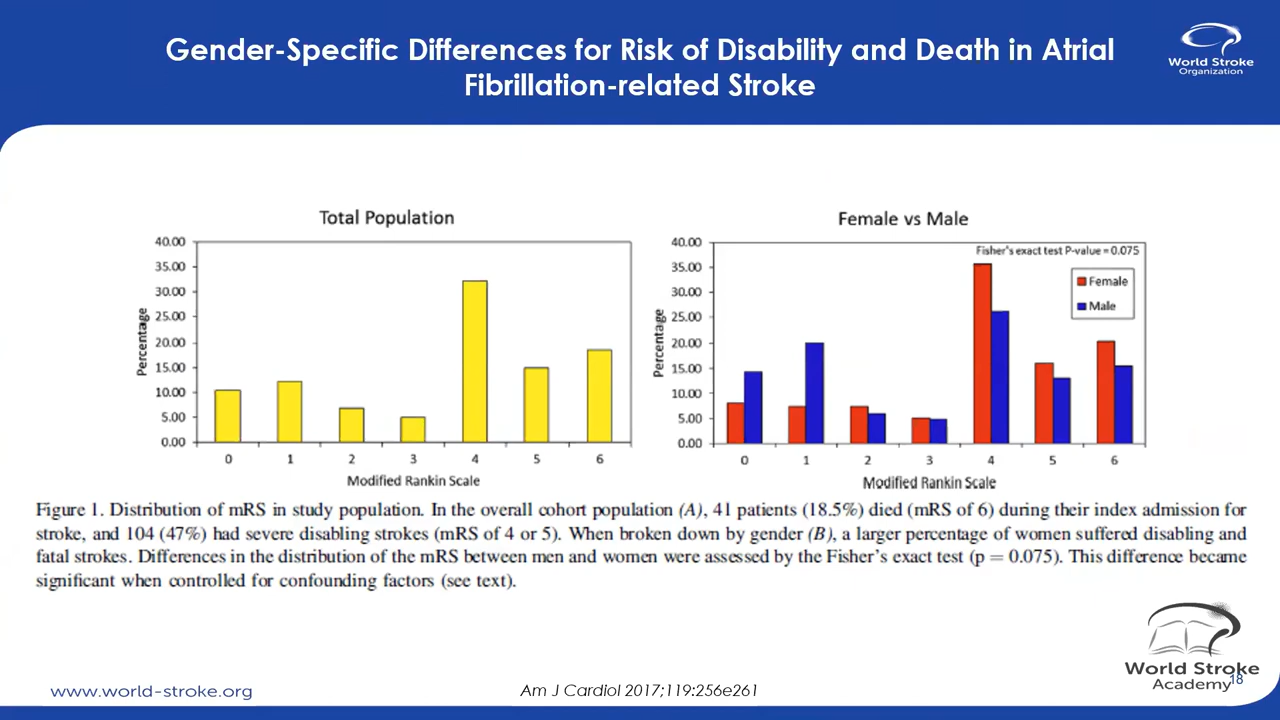 Gender-Specific Differences for Risk of Disability and Death in Atrial
Fibrillation-related Stroke
World Stroke
Organization
Total Population
40.00
35.00
30.00
25.00
20.00
15.00
10.00
5.00
0.00
Percentage
0 1 2 3 4 5 6
Modified Rankin Scale
Female vs Male
Fisher's exact test P-value = 0.075
Female
Male
40.00
35.00
30.00
25.00
20.00
15.00
10.00
5.00
0.00
Percentage
0 1 2 3 4 5 6
Modified Rankin Scale
Figure 1. Distribution of mRS in study population. In the overall cohort population (A), 41 patients (18.5%) died (mRS of 6) during their index admission for
stroke, and 104 (47%) had severe disabling strokes (mRS of 4 or 5). When broken down by gender (B), a larger percentage of women suffered disabling and
fatal strokes. Differences in the distribution of the mRS between men and women were assessed by the Fisher's exact test (p = 0.075). This difference became
significant when controlled for confounding factors (see text).
World Stroke
Academy
18
www.world-stroke.org
Am J Cardiol 2017;119:256e261